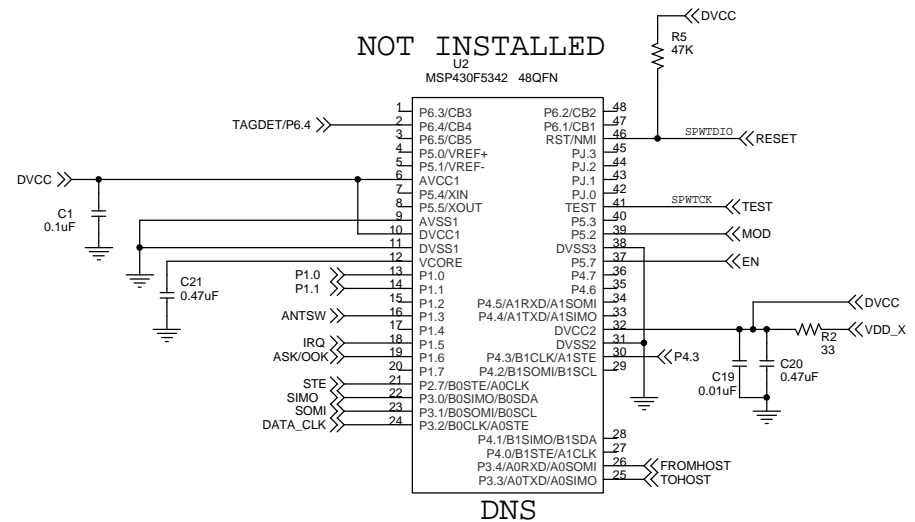 NOT INSTALLED
U2
MSP430F5342 48QFN
DVCC
R5
47K
1 P6.3/CB3
TAGDET/P6.4 2 P6.4/CB4
3 P6.5/CB5
4 P5.0/VREF+
5 P5.1/VREF-
DVCC 6 AVCC1
7 P5.4/XIN
8 P5.5/XOUT
9 AVSS1
10 DVCC1
11 DVSS1
12 VCORE
P1.0 13 P1.0
P1.1 14 P1.1
15 P1.2
ANTSW 16 P1.3
17 P1.4
IRQ 18 P1.5
ASK/OOK 19 P1.6
20 P1.7
STE 21 P2.7/B0STE/A0CLK
SIMO 22 P3.0/B0SIMO/B0SDA
SOMI 23 P3.1/B0SOMI/B0SCL
DATA_CLK 24 P3.2/B0CLK/A0STE
C1
0.1uF
C21
0.47uF
P6.2/CB2 48
P6.1/CB1 47
RST/NMI 46 SPWTDIO RESET
PJ.3 45
PJ.2 44
PJ.1 43
PJ.0 42
TEST 41 SPWTCK TEST
P5.3 40
P5.2 39 MOD
DVSS3 38
P5.7 37 EN
P4.7 36
P4.6 35
P4.5/A1RXD/A1SOMI 34
P4.4/A1TXD/A1SIMO 33
DVCC2 32
DVSS2 31
P4.3/B1CLK/A1STE 30 P4.3
P4.2/B1SOMI/B1SCL 29
P4.1/B1SIMO/B1SDA 28
P4.0/B1STE/A1CLK 27
P3.4/A0RXD/A0SOMI 26 FROMHOST
P3.3/A0TXD/A0SIMO 25 TOHOST
DVCC
VDD_X
R2
33
C19
0.01uF
C20
0.47uF
DNS